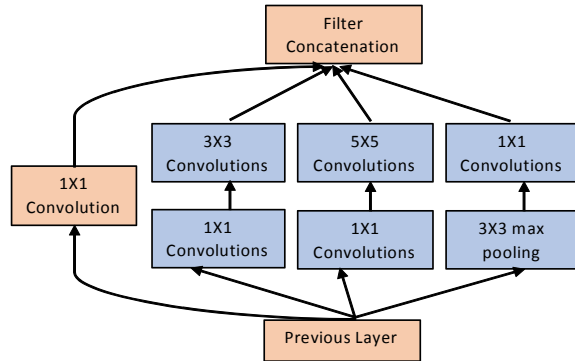 Filter
Concatenation
3X3
Convolutions
5X5
Convolutions
1X1
Convolutions
1X1
Convolution
1X1
Convolutions
1X1
Convolutions
3X3 max
pooling
Previous Layer